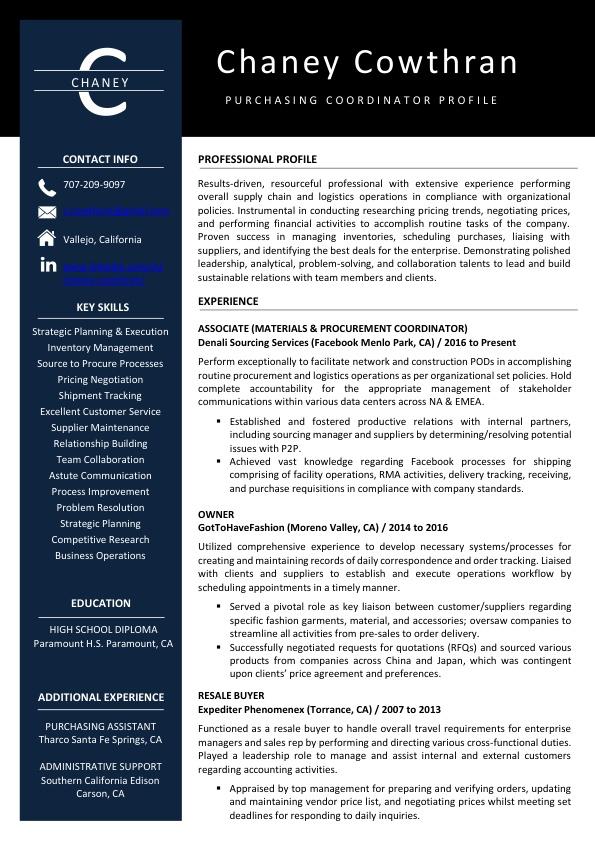 C
CHANEY
Chaney Cowthran
PURCHASING COORDINATOR PROFILE
CONTACT INFO
707-209-9097
Vallejo, California
in
KEY SKILLS
Strategic Planning & Execution
Inventory Management
Source to Procure Processes
Pricing Negotiation
Shipment Tracking
Excellent Customer Service
Supplier Maintenance
Relationship Building
Team Collaboration
Astute Communication
Process Improvement
Problem Resolution
Strategic Planning
Competitive Research
Business Operations
EDUCATION
HIGH SCHOOL DIPLOMA
Paramount H.S. Paramount, CA
ADDITIONAL EXPERIENCE
PURCHASING ASSISTANT
Tharco Santa Fe Springs, CA
ADMINISTRATIVE SUPPORT
Southern California Edison
Carson, CA
PROFESSIONAL PROFILE
Results-driven, resourceful professional with extensive experience performing
overall supply chain and logistics operations in compliance with organizational
policies. Instrumental in conducting researching pricing trends, negotiating prices,
and performing financial activities to accomplish routine tasks of the company.
Proven success in managing inventories, scheduling purchases, liaising with
suppliers, and identifying the best deals for the enterprise. Demonstrating polished
leadership, analytical, problem-solving, and collaboration talents to lead and build
sustainable relations with team members and clients.
EXPERIENCE
ASSOCIATE (MATERIALS & PROCUREMENT COORDINATOR)
Denali Sourcing Services (Facebook Menlo Park, CA) / 2016 to Present
Perform exceptionally to facilitate network and construction PODs in accomplishing
routine procurement and logistics operations as per organizational set policies. Hold
complete accountability for the appropriate management of stakeholder
communications within various data centers across NA & EMEA.
▪ Established and fostered productive relations with internal partners,
including sourcing manager and suppliers by determining/resolving potential
issues with P2P.
▪ Achieved vast knowledge regarding Facebook processes for shipping
comprising of facility operations, RMA activities, delivery tracking, receiving,
and purchase requisitions in compliance with company standards.
OWNER
GotToHaveFashion (Moreno Valley, CA) / 2014 to 2016
Utilized comprehensive experience to develop necessary systems/processes for
creating and maintaining records of daily correspondence and order tracking. Liaised
with clients and suppliers to establish and execute operations workflow by
scheduling appointments in a timely manner.
▪ Served a pivotal role as key liaison between customer/suppliers regarding
specific fashion garments, material, and accessories; oversaw companies to
streamline all activities from pre-sales to order delivery.
▪ Successfully negotiated requests for quotations (RFQs) and sourced various
products from companies across China and Japan, which was contingent
upon clients' price agreement and preferences.
RESALE BUYER
Expediter Phenomenex (Torrance, CA) / 2007 to 2013
Functioned as a resale buyer to handle overall travel requirements for enterprise
managers and sales rep by performing and directing various cross-functional duties.
Played a leadership role to manage and assist internal and external customers
regarding accounting activities.
▪ Appraised by top management for preparing and verifying orders, updating
and maintaining vendor price list, and negotiating prices whilst meeting set
deadlines for responding to daily inquiries.